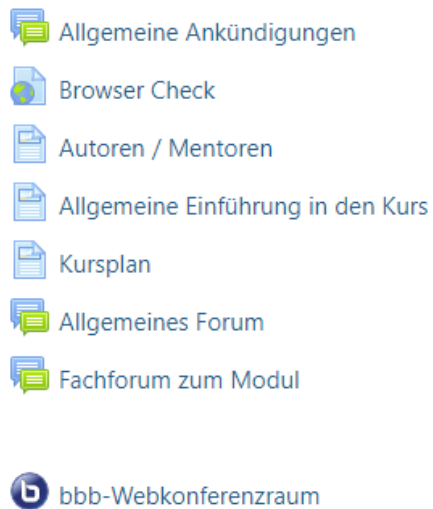 Allgemeine Ankündigungen
Browser Check
Autoren / Mentoren
Allgemeine Einführung in den Kurs
Kursplan
Allgemeines Forum
Fachforum zum Modul
bbb-Webkonferenzraum